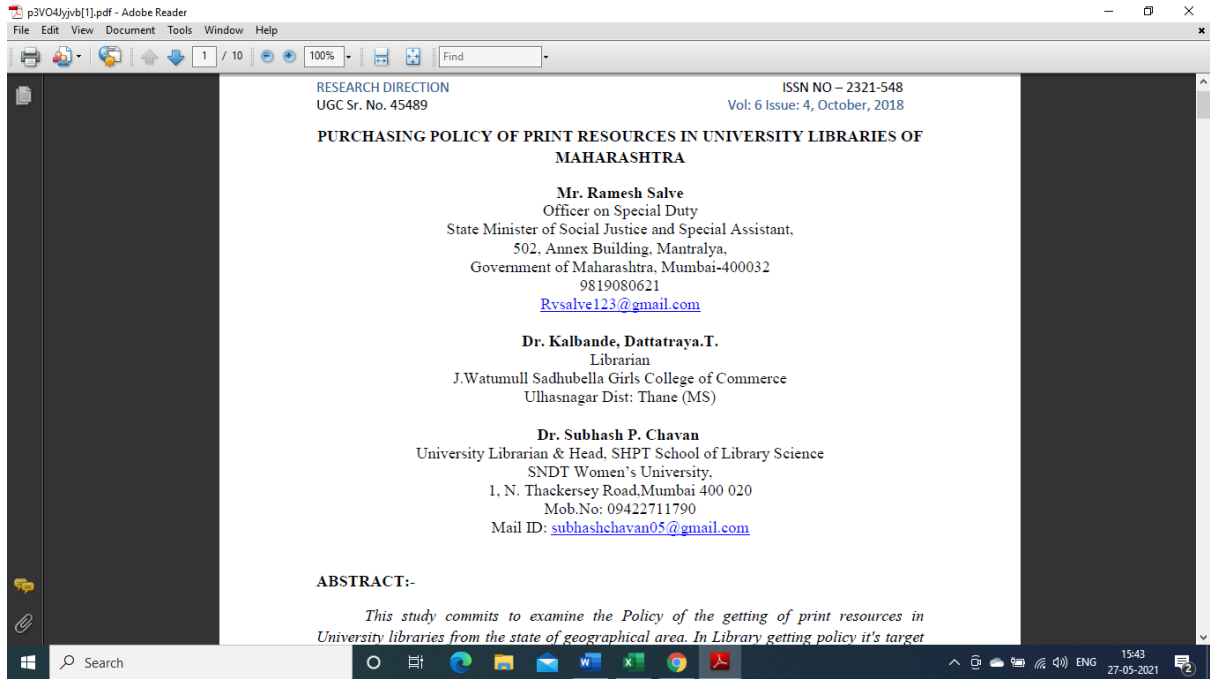 p3VO4Jyjvb[1].pdf - Adobe Reader
File Edit View Document Tools Window Help
1 / 10 100% Find
RESEARCH DIRECTION ISSN NO – 2321-548
UGC Sr. No. 45489 Vol: 6 Issue: 4, October, 2018
PURCHASING POLICY OF PRINT RESOURCES IN UNIVERSITY LIBRARIES OF
MAHARASHTRA
Mr. Ramesh Salve
Officer on Special Duty
State Minister of Social Justice and Special Assistant,
502, Annex Building, Mantralya,
Government of Maharashtra, Mumbai-400032
9819080621
Rvsalve123@gmail.com
Dr. Kalbande, Dattatraya.T.
Librarian
J.Watumull Sadhubella Girls College of Commerce
Ulhasnagar Dist: Thane (MS)
Dr. Subhash P. Chavan
University Librarian & Head, SHPT School of Library Science
SNDT Women's University,
1, N. Thackersey Road,Mumbai 400 020
Mob.No: 09422711790
Mail ID: subhashchavan05@gmail.com
ABSTRACT:-
This study commits to examine the Policy of the getting of print resources in
University libraries from the state of geographical area. In Library getting policy it's target
Search
ENG
15:43
27-05-2021
2